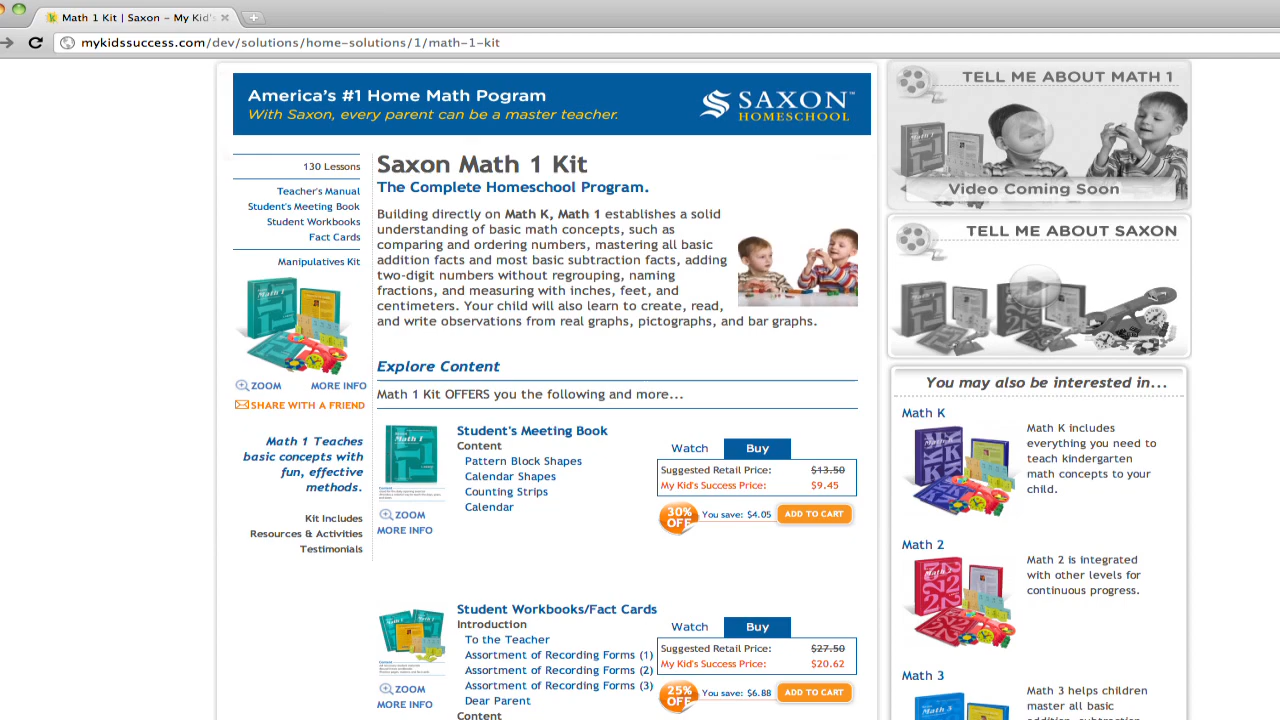 Math 1 Kit | Saxon – My Kid's
mykidssuccess.com/dev/solutions/home-solutions/1/math-1-kit
America's #1 Home Math Pogram
With Saxon, every parent can be a master teacher.
SAXON™
HOMESCHOOL
130 Lessons
Teacher's Manual
Student's Meeting Book
Student Workbooks
Fact Cards
Manipulatives Kit
ZOOM MORE INFO
SHARE WITH A FRIEND
Math 1 Teaches
basic concepts with
fun, effective
methods.
Kit Includes
Resources & Activities
Testimonials
Saxon Math 1 Kit
The Complete Homeschool Program.
Building directly on Math K, Math 1 establishes a solid
understanding of basic math concepts, such as
comparing and ordering numbers, mastering all basic
addition facts and most basic subtraction facts, adding
two-digit numbers without regrouping, naming
fractions, and measuring with inches, feet, and
centimeters. Your child will also learn to create, read,
and write observations from real graphs, pictographs, and bar graphs.
Explore Content
Math 1 Kit OFFERS you the following and more...
Student's Meeting Book
Content
Pattern Block Shapes
Calendar Shapes
Counting Strips
Calendar
ZOOM
MORE INFO
Watch Buy
Suggested Retail Price: $13.50
My Kid's Success Price: $9.45
30% OFF You save: $4.05 ADD TO CART
Student Workbooks/Fact Cards
Introduction
To the Teacher
Assortment of Recording Forms (1)
Assortment of Recording Forms (2)
Assortment of Recording Forms (3)
Dear Parent
Content
ZOOM
MORE INFO
Watch Buy
Suggested Retail Price: $27.50
My Kid's Success Price: $20.62
25% OFF You save: $6.88 ADD TO CART
TELL ME ABOUT MATH 1
Video Coming Soon
TELL ME ABOUT SAXON
You may also be interested in...
Math K
Math K includes
everything you need to
teach kindergarten
math concepts to your
child.
Math 2
Math 2 is integrated
with other levels for
continuous progress.
Math 3
Math 3 helps children
master all basic
addition, subtraction